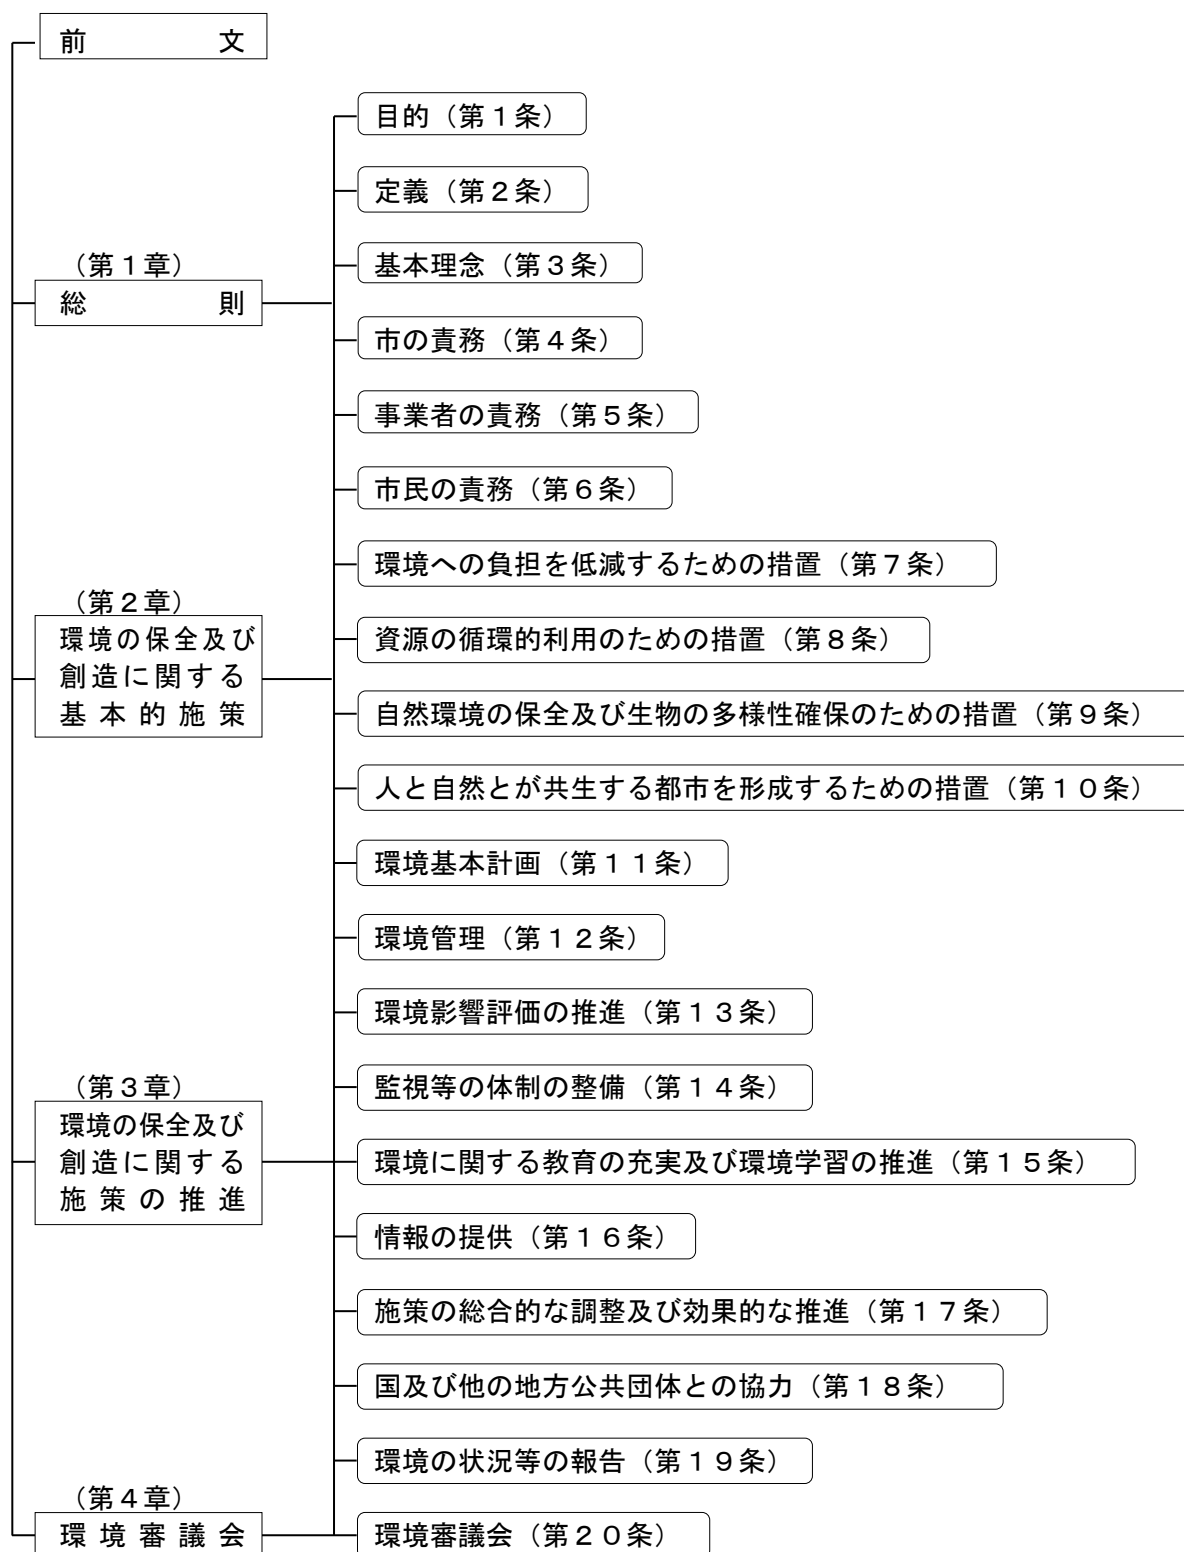 前文
目的（第１条）
定義（第２条）
（第１章）
総則
基本理念（第３条）
市の責務（第４条）
事業者の責務（第５条）
市民の責務（第６条）
（第２章）
環境の保全及び
創造に関する
基本的施策
環境への負担を低減するための措置（第７条）
資源の循環的利用のための措置（第８条）
自然環境の保全及び生物の多様性確保のための措置（第９条）
人と自然とが共生する都市を形成するための措置（第１０条）
環境基本計画（第１１条）
環境管理（第１２条）
環境影響評価の推進（第１３条）
（第３章）
環境の保全及び
創造に関する
施策の推進
監視等の体制の整備（第１４条）
環境に関する教育の充実及び環境学習の推進（第１５条）
情報の提供（第１６条）
施策の総合的な調整及び効果的な推進（第１７条）
国及び他の地方公共団体との協力（第１８条）
環境の状況等の報告（第１９条）
（第４章）
環境審議会
環境審議会（第２０条）